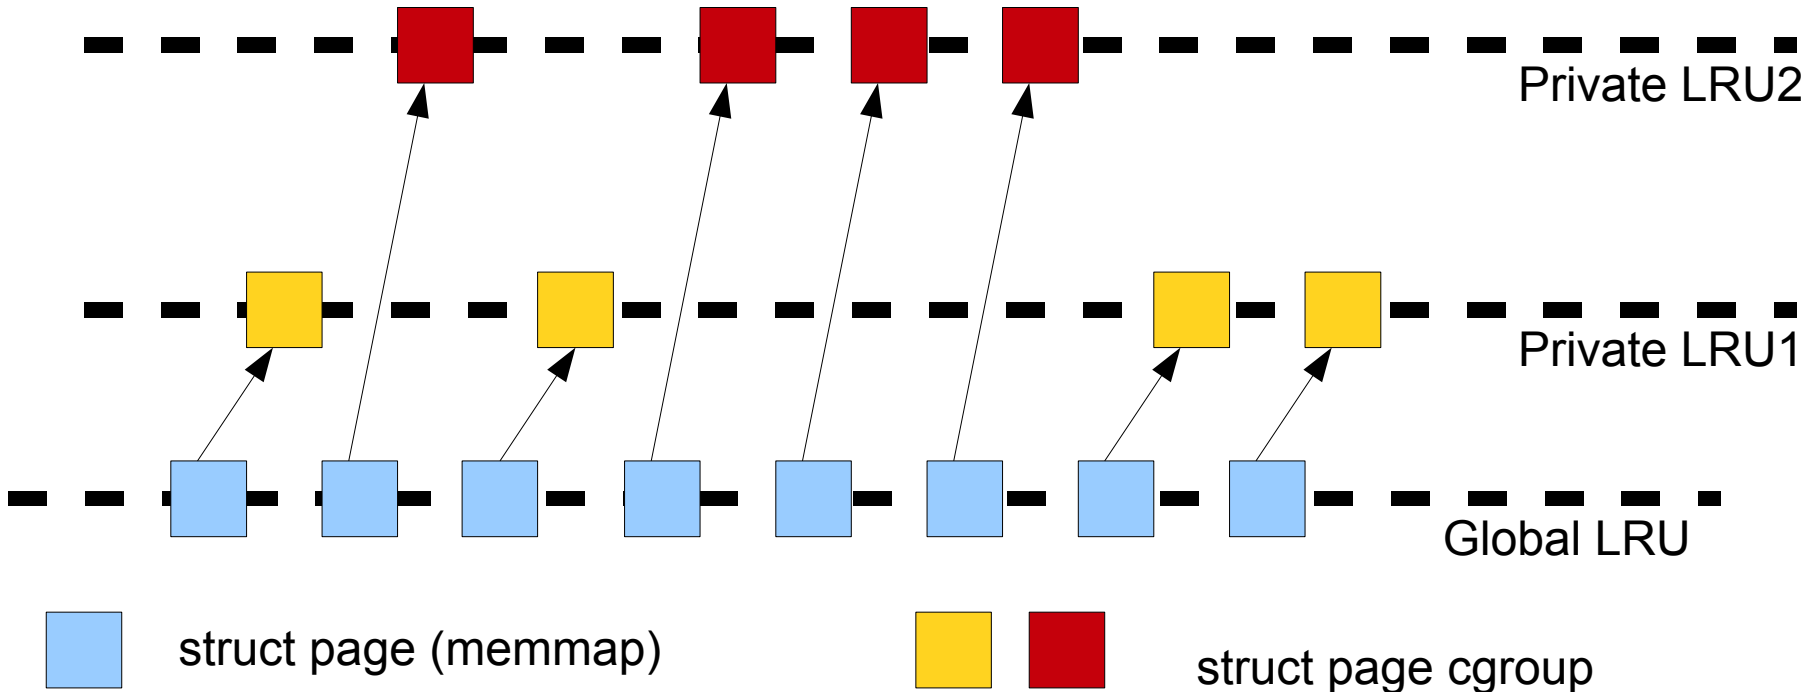 Private LRU2
Private LRU1
Global LRU
struct page (memmap)
struct page cgroup